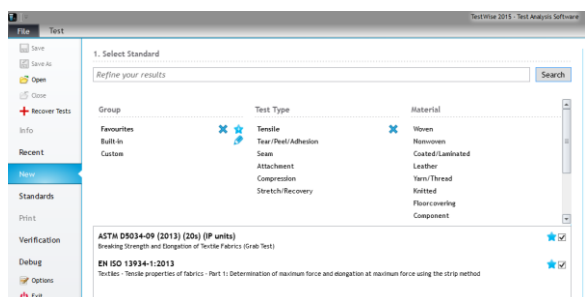 TestWise 2015 - Test Analysis Software
File Test
Save
Save As
Open
Close
Recover Tests
Info
Recent
New
Standards
Print
Verification
Debug
Options
Exit
1. Select Standard
Refine your results Search
Group Test Type Material
Favourites Tensile Woven
Built-in Tear/Peel/Adhesion Nonwoven
Custom Seam Coated/Laminated
Attachment Leather
Compression Yarn/Thread
Stretch/Recovery Knitted
Floorcovering
Component
ASTM D5034-09 (2013) (20s) (IP units)
Breaking Strength and Elongation of Textile Fabrics (Grab Test)
EN ISO 13934-1:2013
Textiles - Tensile properties of fabrics - Part 1: Determination of maximum force and elongation at maximum force using the strip method